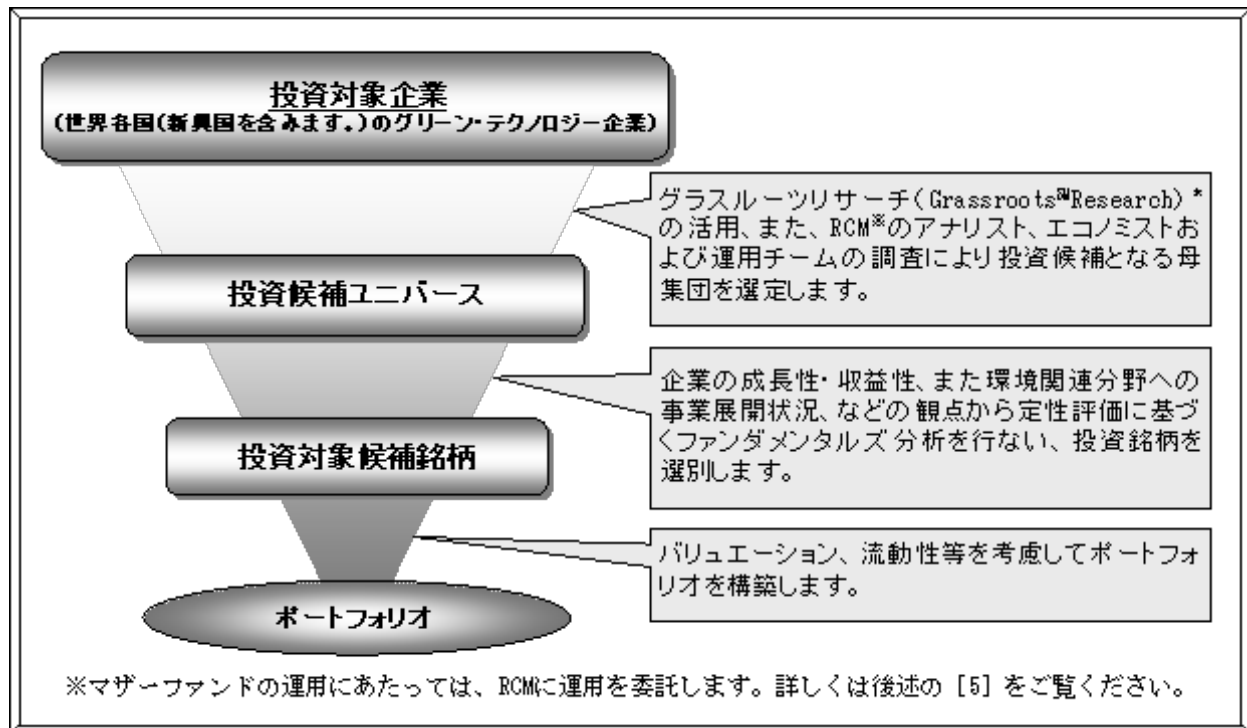 投資対象企業
(世界各国(新興国を含みます。)のグリーン・テクノロジー企業)
グラスルーツリサーチ(Grassroots℠Research)*
の活用、また、RCM※のアナリスト、エコノミストお
よび運用チームの調査により投資候補となる母
集団を選定します。
投資候補ユニバース
企業の成長性・収益性、また環境関連分野への
事業展開状況、などの観点から定性評価に基づ
くファンダメンタルズ分析を行ない、投資銘柄を
選別します。
投資対象候補銘柄
バリュエーション、流動性等を考慮してポートフォ
リオを構築します。
ポートフォリオ
※マザーファンドの運用にあたっては、RCMに運用を委託します。詳しくは後述の [5] をご覧ください。